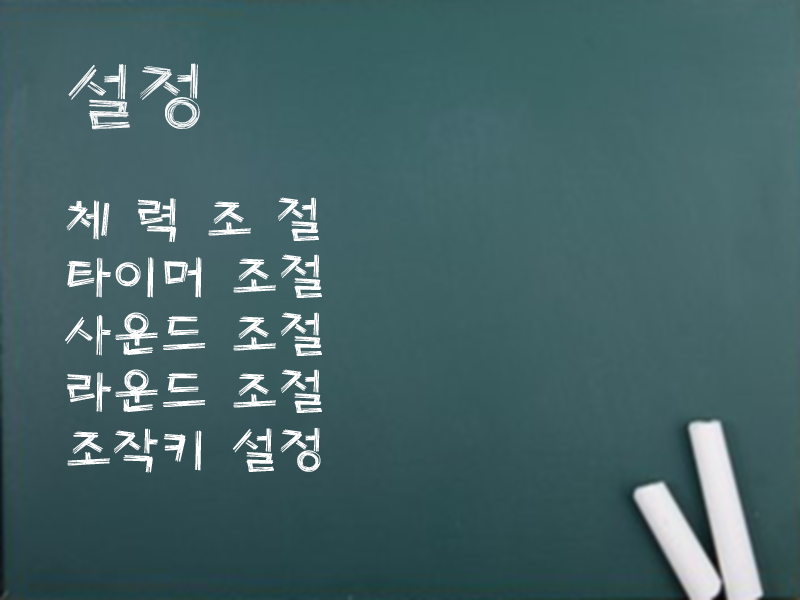 설정
체 력 조 절
타이머 조절
사운드 조절
라운드 조절
조작키 설정